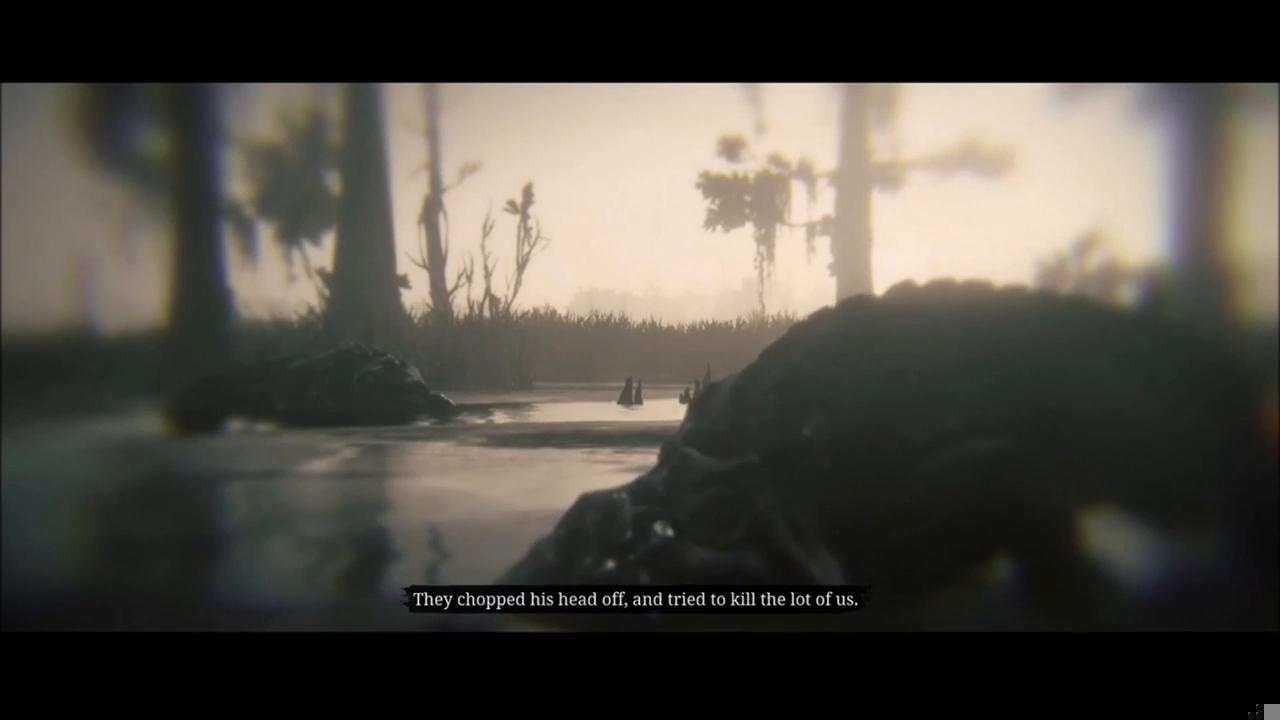 They chopped his head off, and tried to kill the lot of us.